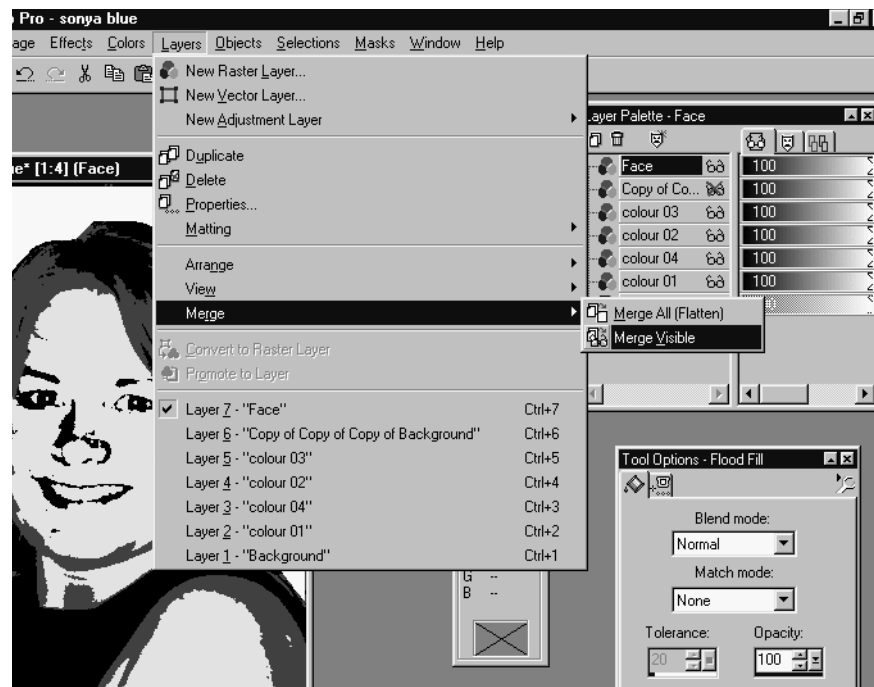 Pro - sonya blue
age Effects Colors Layers Objects Selections Masks Window Help
New Raster Layer...
New Vector Layer...
New Adjustment Layer
Duplicate
Delete
Properties...
Matting
Arrange
View
Merge
Convert to Raster Layer
Promote to Layer
Layer 7 - "Face" Ctrl+7
Layer 6 - "Copy of Copy of Copy of Background" Ctrl+6
Layer 5 - "colour 03" Ctrl+5
Layer 4 - "colour 02" Ctrl+4
Layer 3 - "colour 04" Ctrl+3
Layer 2 - "colour 01" Ctrl+2
Layer 1 - "Background" Ctrl+1
Merge All (Flatten)
Merge Visible
ue* [1:4] (Face)
Layer Palette - Face
Face 100
Copy of Co... 100
colour 03 100
colour 02 100
colour 04 100
colour 01 100
G --
B --
Tool Options - Flood Fill
Blend mode:
Normal
Match mode:
None
Tolerance: Opacity:
20 100